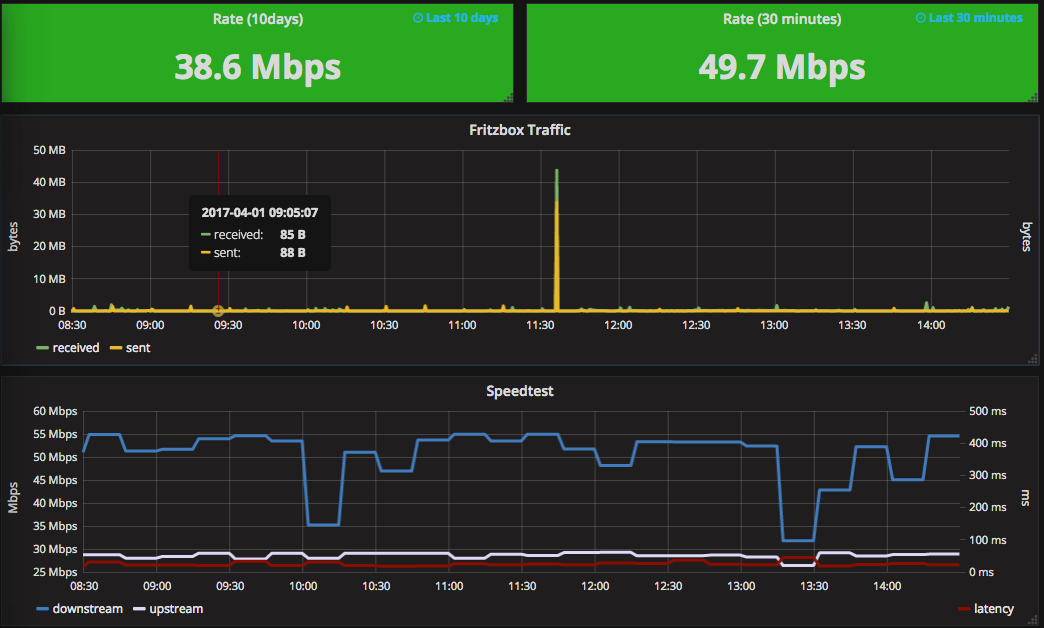 Rate (10days)
Last 10 days
38.6 Mbps
Rate (30 minutes)
Last 30 minutes
49.7 Mbps
Fritzbox Traffic
50 MB
40 MB
30 MB
20 MB
10 MB
0 B
bytes
bytes
2017-04-01 09:05:07
received: 85 B
sent: 88 B
08:30 09:00 09:30 10:00 10:30 11:00 11:30 12:00 12:30 13:00 13:30 14:00
received sent
Speedtest
60 Mbps
55 Mbps
50 Mbps
45 Mbps
40 Mbps
35 Mbps
30 Mbps
25 Mbps
Mbps
500 ms
400 ms
300 ms
200 ms
100 ms
0 ms
ms
08:30 09:00 09:30 10:00 10:30 11:00 11:30 12:00 12:30 13:00 13:30 14:00
downstream upstream
latency